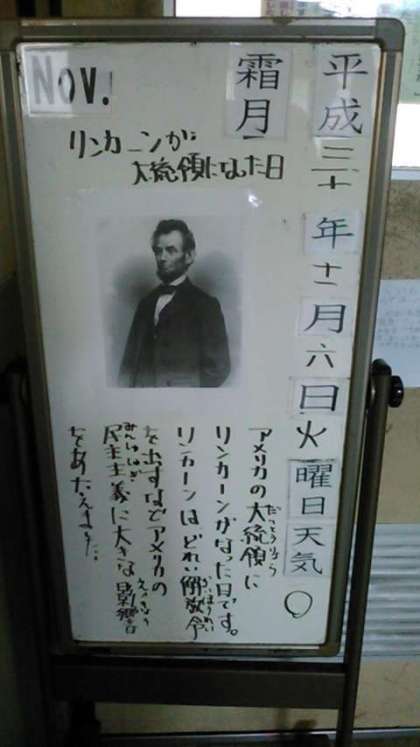 Nov.
霜月
平成三十年十一月六日火曜日天気○
リンカーンが
大統領になった日
アメリカの大統領に
リンカーンがなった日です。
リンカーンはどれい解放令
を出すなどアメリカの
民主主義に大きな影響
をあたえました